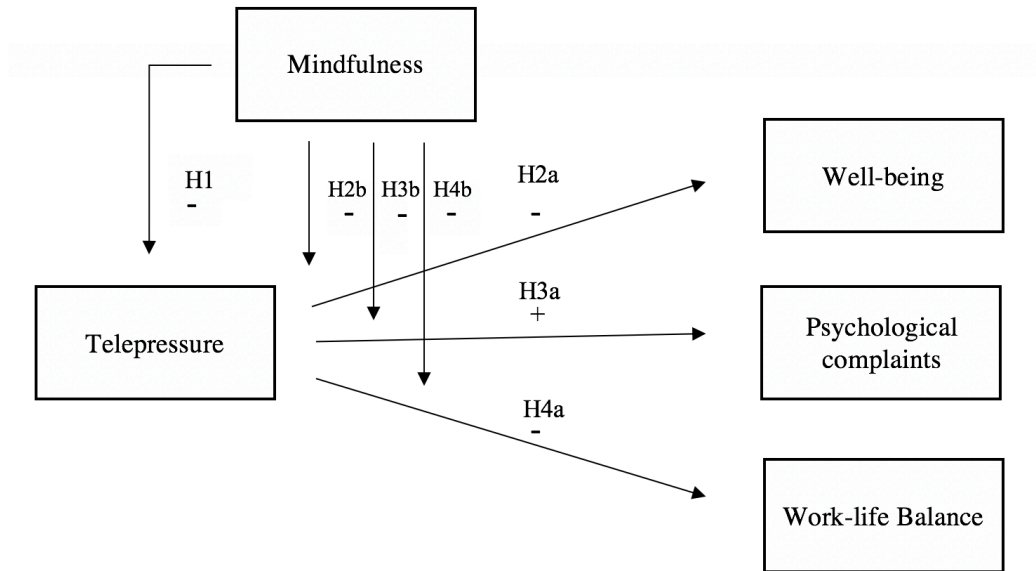 Mindfulness
H1
-
H2b
-
H3b
-
H4b
-
H2a
-
Well-being
Telepressure
H3a
+
Psychological
complaints
H4a
-
Work-life Balance